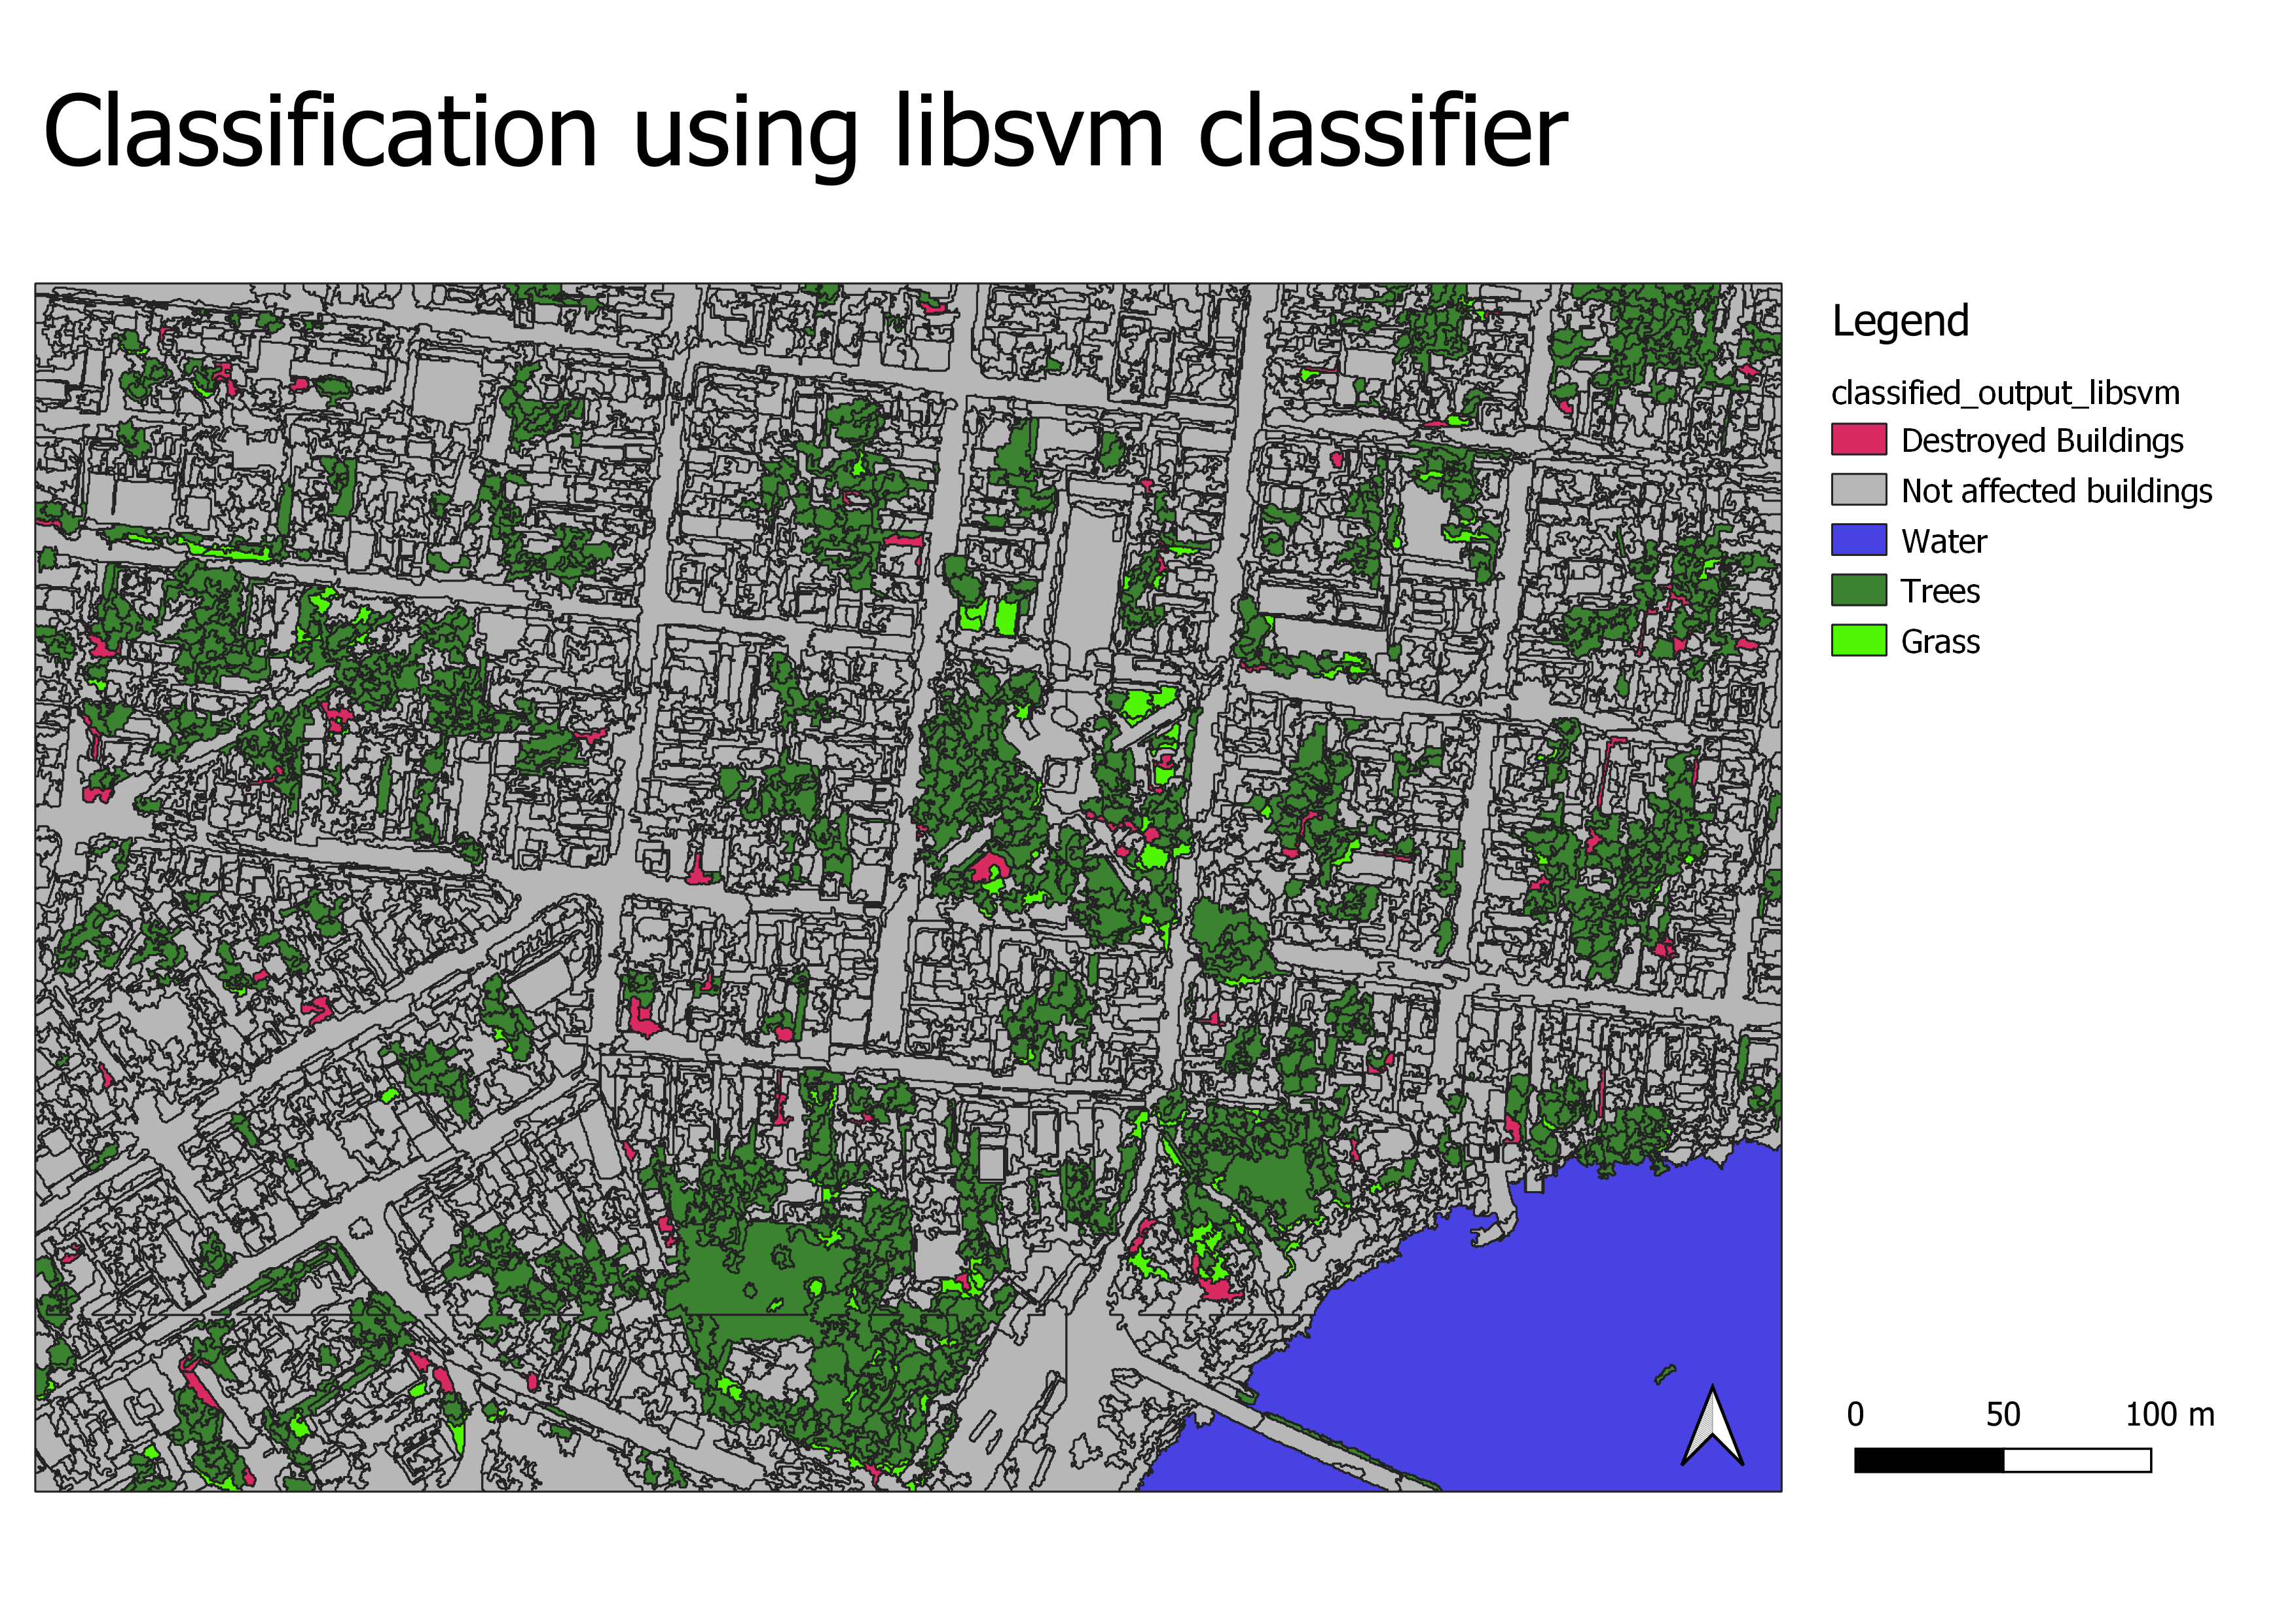 Classification using libsvm classifier
Legend
classified_output_libsvm
Destroyed Buildings
Not affected buildings
Water
Trees
Grass
0 50 100 m